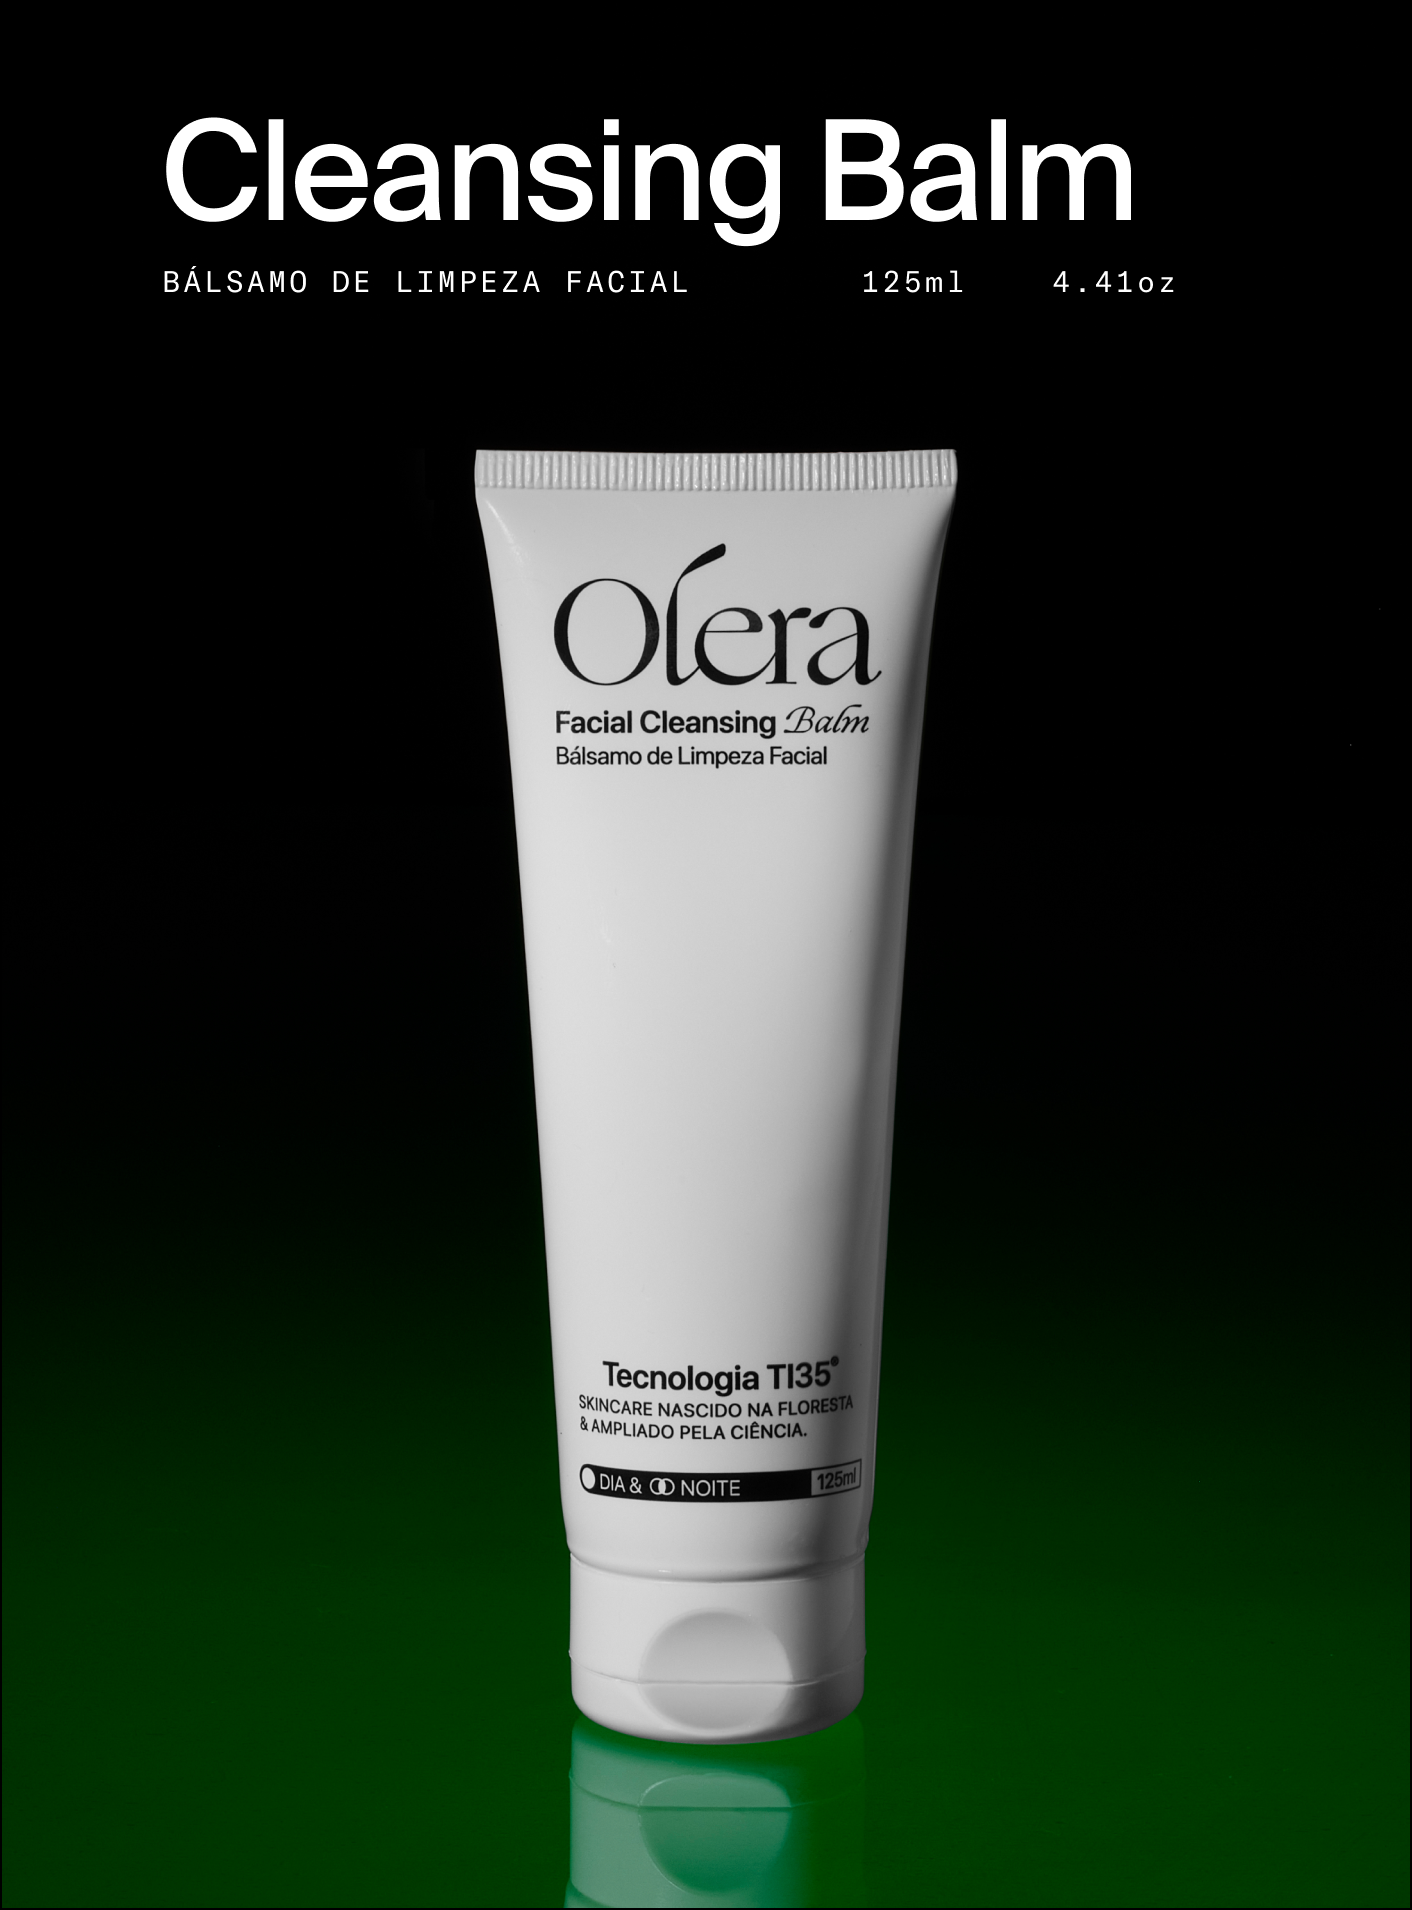 Cleansing Balm
BÁLSAMO DE LIMPEZA FACIAL 125ml 4.41oz
Olera
Facial Cleansing Balm
Bálsamo de Limpeza Facial
Tecnologia TI35®
SKINCARE NASCIDO NA FLORESTA
& AMPLIADO PELA CIÊNCIA.
DIA & NOITE 125ml